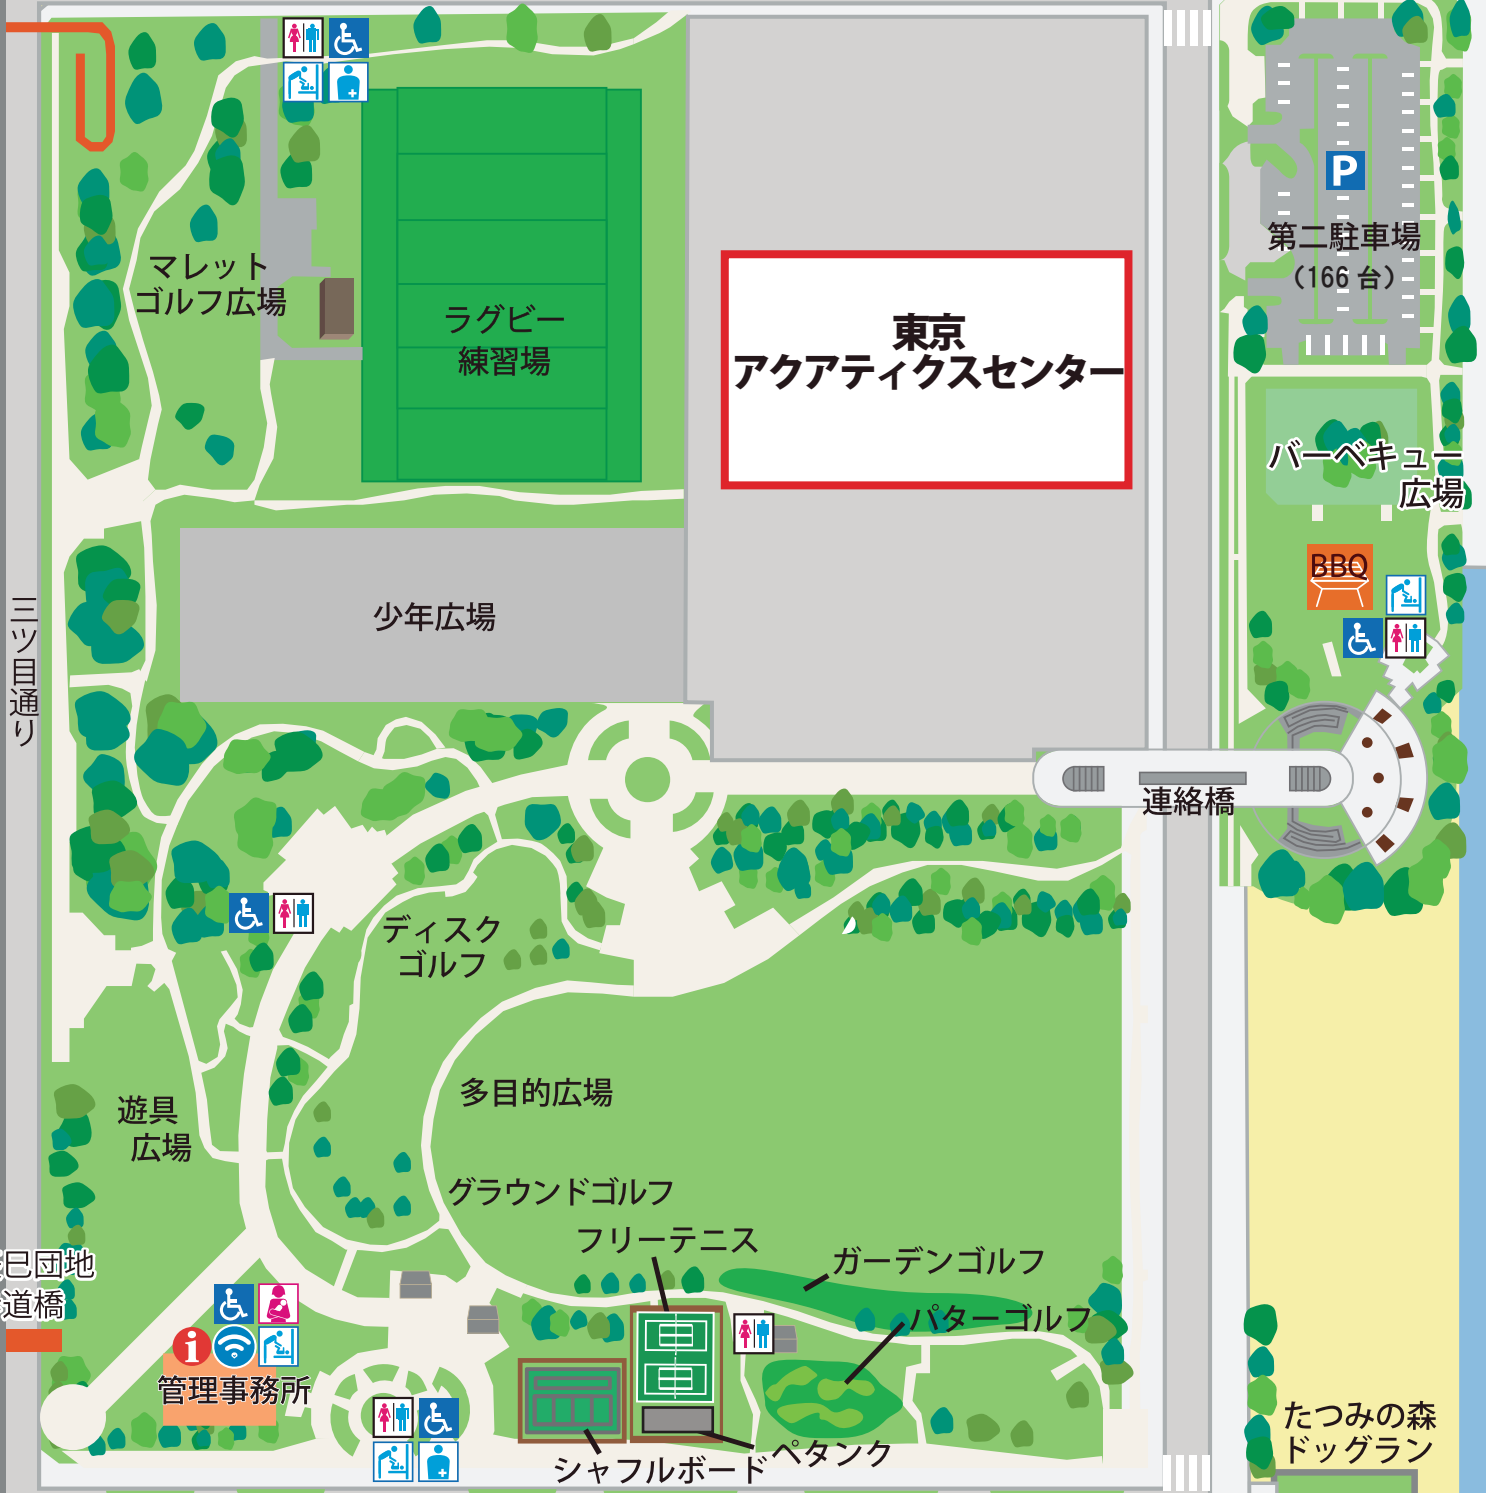 P
第二駐車場
（166 台）
マレット
ゴルフ広場
ラグビー
練習場
東京
アクアティクスセンター
バーベキュー
広場
BBQ
三ツ目通り
少年広場
連絡橋
ディスク
ゴルフ
多目的広場
遊具
広場
グラウンドゴルフ
フリーテニス
ガーデンゴルフ
パターゴルフ
巳団地
道橋
i
管理事務所
ペタンク
シャフルボード
たつみの森
ドッグラン